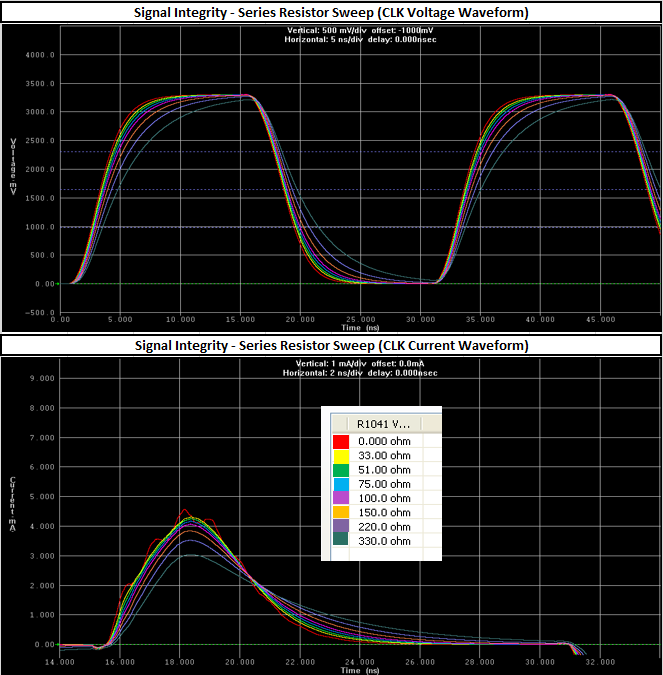 Signal Integrity - Series Resistor Sweep (CLK Voltage Waveform)
Vertical: 500 mV/div offset: -1000mV
Horizontal: 5 ns/div delay: 0.000nsec
4000.0
3500.0
3000.0
2500.0
2000.0
1500.0
1000.0
500.0
0.00
-500.0
Voltage-mV
0.00 5.000 10.000 15.000 20.000 25.000 30.000 35.000 40.000 45.000
Time (ns)
Signal Integrity - Series Resistor Sweep (CLK Current Waveform)
Vertical: 1 mA/div offset: 0.0mA
Horizontal: 2 ns/div delay: 0.000nsec
9.000
8.000
7.000
6.000
5.000
4.000
3.000
2.000
1.000
0.00
Current-mA
R1041 V...
0.000 ohm
33.00 ohm
51.00 ohm
75.00 ohm
100.0 ohm
150.0 ohm
220.0 ohm
330.0 ohm
14.000 16.000 18.000 20.000 22.000 24.000 26.000 28.000 30.000 32.000
Time (ns)